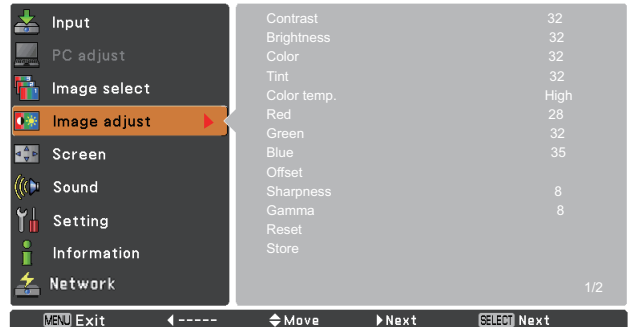 Input
PC adjust
Image select
Image adjust
Screen
Sound
Setting
Information
Network
Contrast 32
Brightness 32
Color 32
Tint 32
Color temp. High
Red 28
Green 32
Blue 35
Offset
Sharpness 8
Gamma 8
Reset
Store
1/2
MENU Exit ----- Move Next SELECT Next